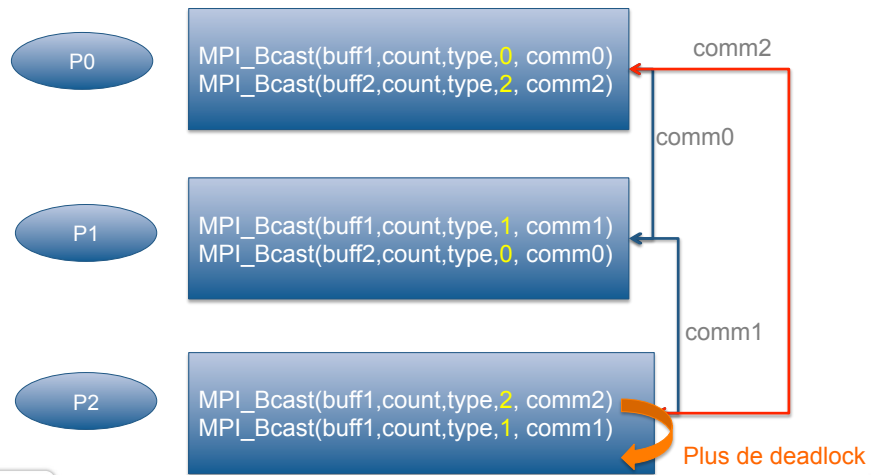 P0
MPI_Bcast(buff1,count,type,0, comm0)
MPI_Bcast(buff2,count,type,2, comm2)
comm2
comm0
P1
MPI_Bcast(buff1,count,type,1, comm1)
MPI_Bcast(buff2,count,type,0, comm0)
comm1
P2
MPI_Bcast(buff1,count,type,2, comm2)
MPI_Bcast(buff1,count,type,1, comm1)
Plus de deadlock